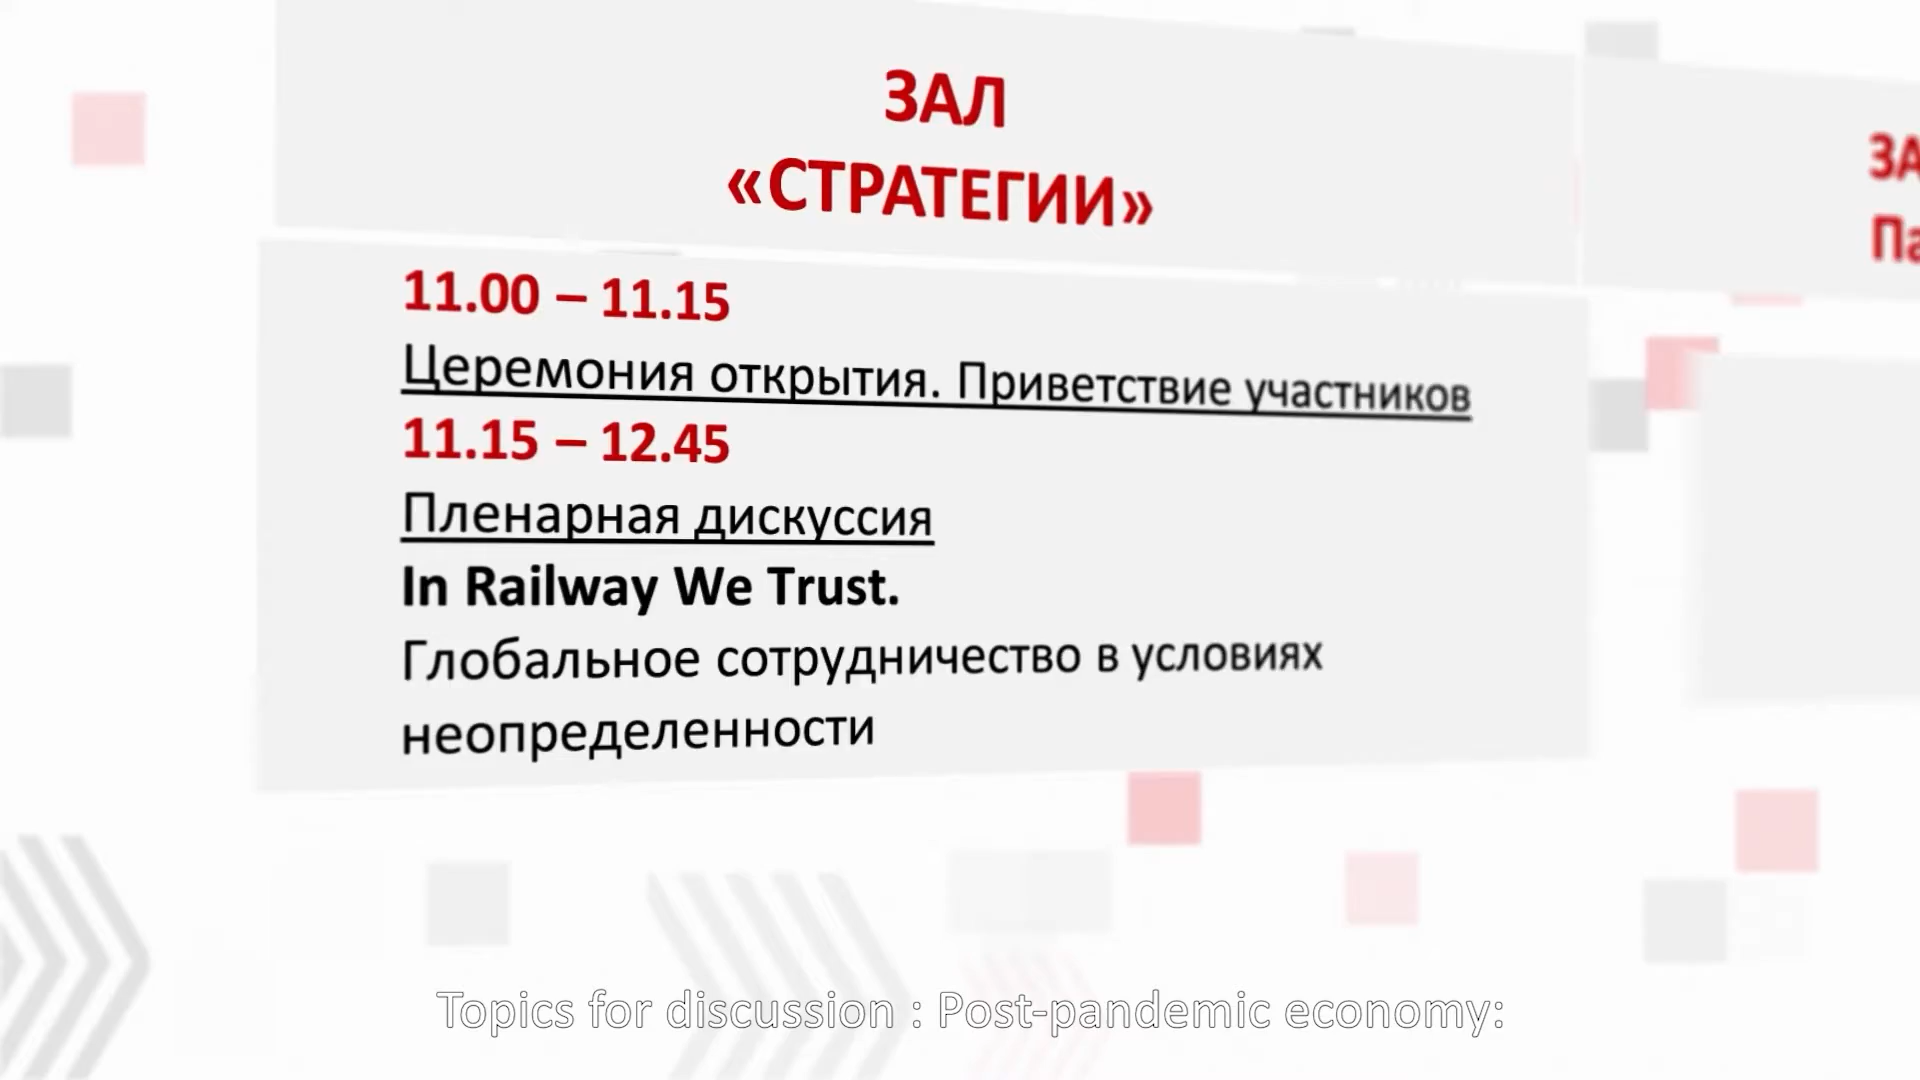 ЗАЛ
«СТРАТЕГИИ»
11.00 – 11.15
Церемония открытия. Приветствие участников
11.15 – 12.45
Пленарная дискуссия
In Railway We Trust.
Глобальное сотрудничество в условиях
неопределенности
Topics for discussion : Post-pandemic economy: